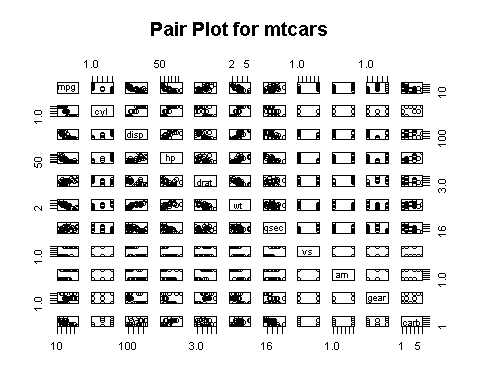 Pair Plot for mtcars
1.0 50 2 5 1.0 1.0
mpg 10
1.0 cyl
disp 100
50 hp
drat 3.0
2 wt
qsec 16
1.0 vs
am 1.0
1.0 gear
carb 1
10 100 3.0 16 1.0 1 5